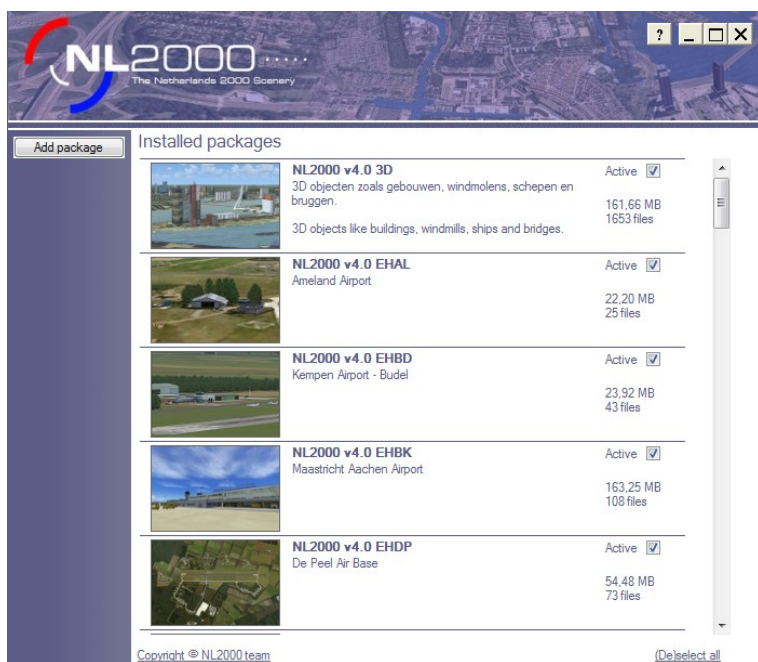 NL2000
The Netherlands 2000 Scenery
?
Add package
Installed packages
NL2000 v4.0 3D
Active
3D objecten zoals gebouwen, windmolens, schepen en
bruggen.
161,66 MB
1653 files
3D objects like buildings, windmills, ships and bridges.
NL2000 v4.0 EHAL
Active
Ameland Airport
22,20 MB
25 files
NL2000 v4.0 EHBD
Active
Kempen Airport - Budel
23,92 MB
43 files
NL2000 v4.0 EHBK
Active
Maastricht Aachen Airport
163,25 MB
108 files
NL2000 v4.0 EHDP
Active
De Peel Air Base
54,48 MB
73 files
Copyright © NL2000 team
(De)select all